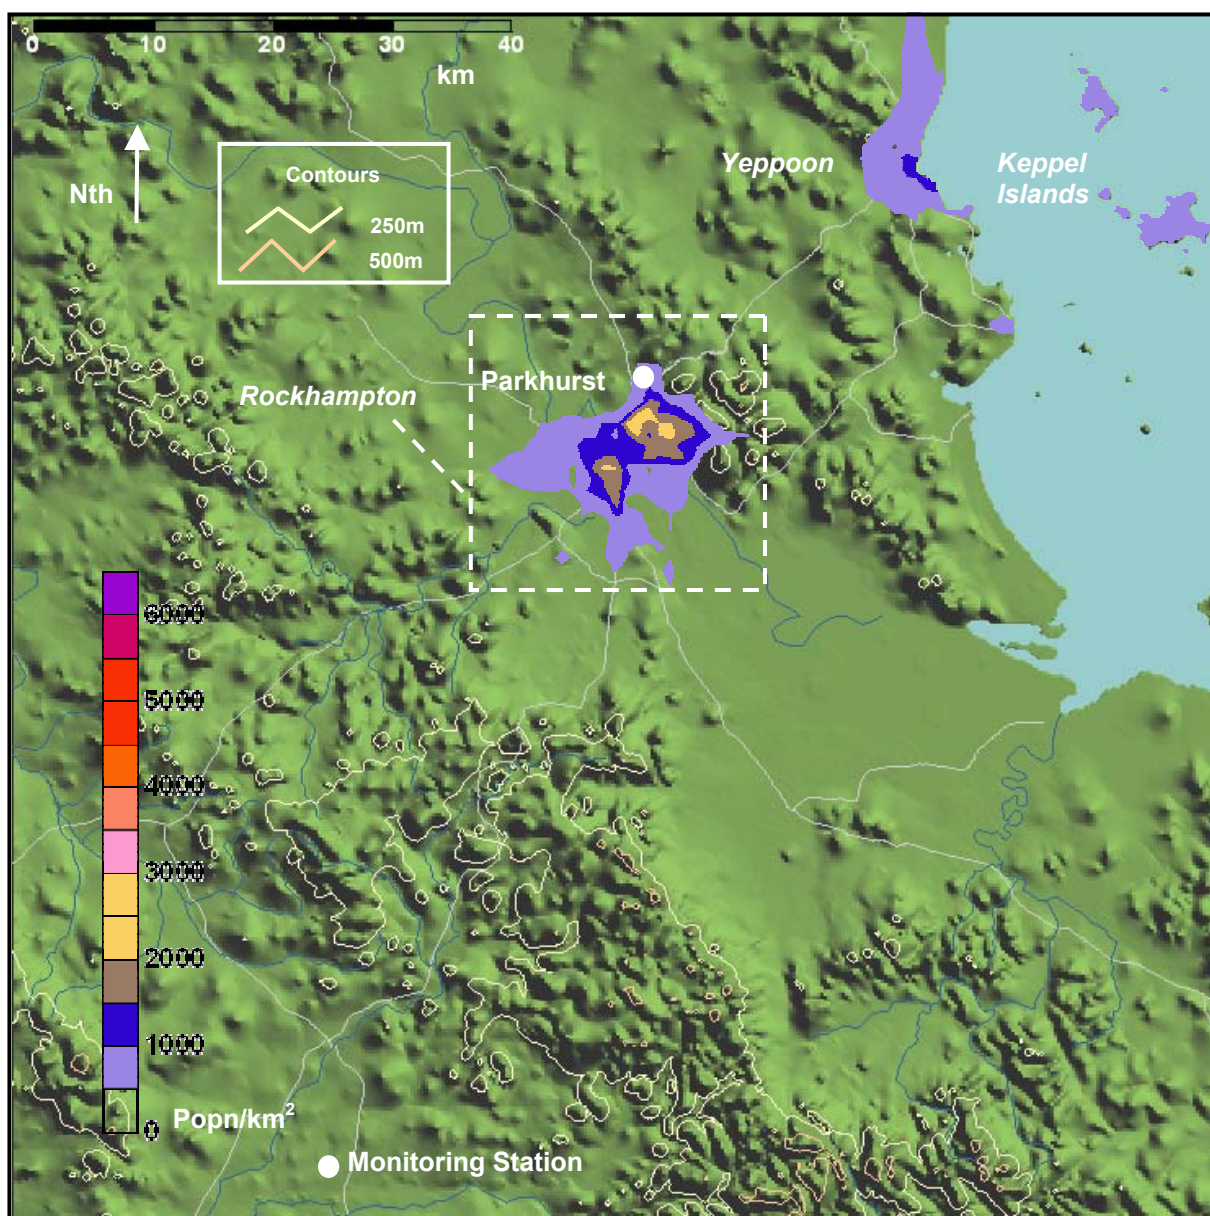 0 10 20 30 40
km
Nth
Contours
250m
500m
Yeppoon
Keppel
Islands
Parkhurst
Rockhampton
6000
5000
4000
3000
2000
1000
0
Popn/km²
Monitoring Station